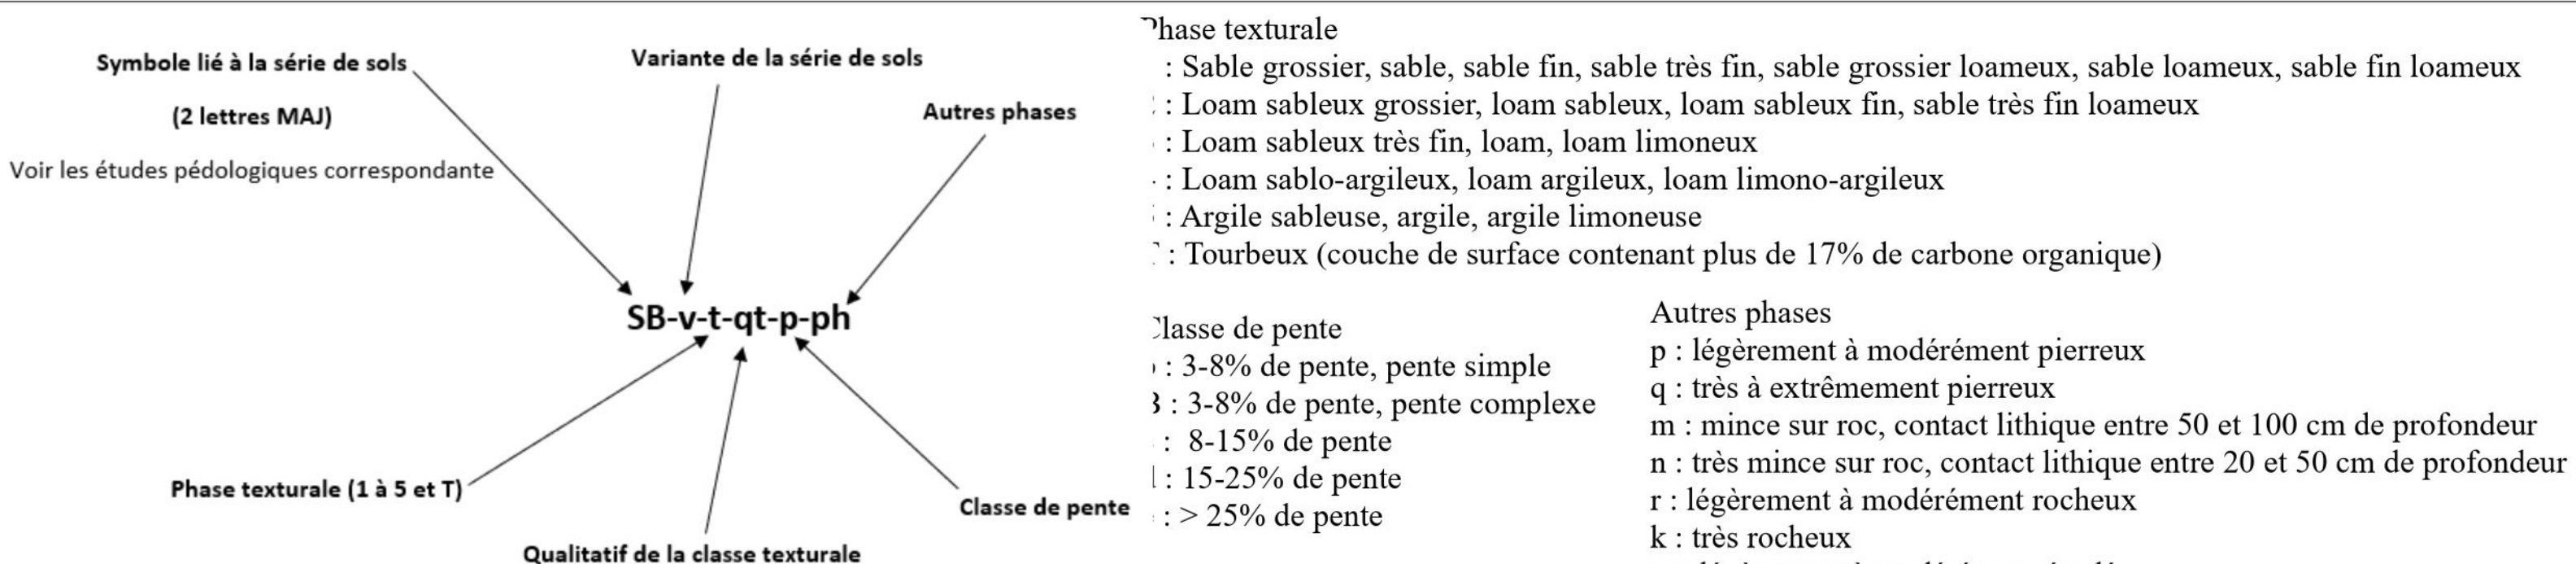 Symbole lié à la série de sols
(2 lettres MAJ)
Voir les études pédologiques correspondante
Variante de la série de sols
Autres phases
SB-v-t-qt-p-ph
Phase texturale (1 à 5 et T)
Qualitatif de la classe texturale
Classe de pente
Phase texturale
: Sable grossier, sable, sable fin, sable très fin, sable grossier loameux, sable loameux, sable fin loameux
: Loam sableux grossier, loam sableux, loam sableux fin, sable très fin loameux
: Loam sableux très fin, loam, loam limoneux
: Loam sablo-argileux, loam argileux, loam limono-argileux
: Argile sableuse, argile, argile limoneuse
: Tourbeux (couche de surface contenant plus de 17% de carbone organique)
Classe de pente
: 3-8% de pente, pente simple
: 3-8% de pente, pente complexe
: 8-15% de pente
: 15-25% de pente
: > 25% de pente
Autres phases
p : légèrement à modérément pierreux
q : très à extrêmement pierreux
m : mince sur roc, contact lithique entre 50 et 100 cm de profondeur
n : très mince sur roc, contact lithique entre 20 et 50 cm de profondeur
r : légèrement à modérément rocheux
k : très rocheux